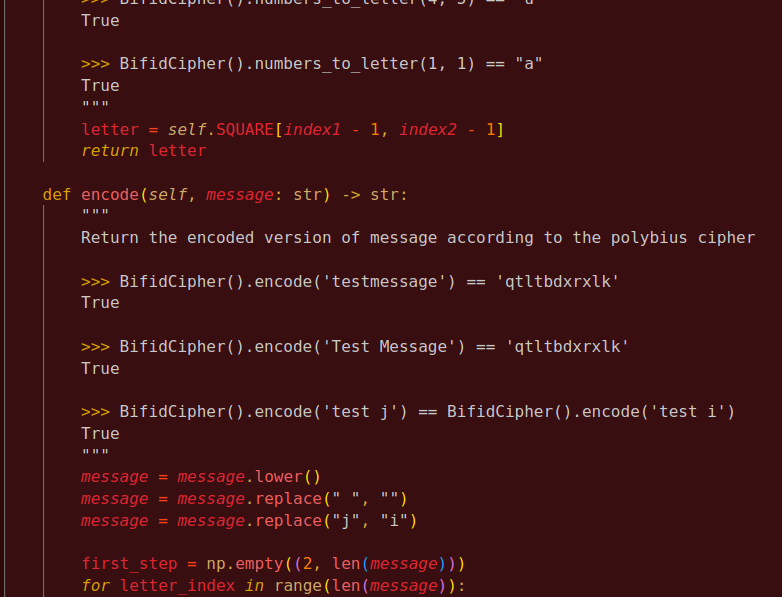 >>> BifidCipher().numbers_to_letter(4, 5) == "u"
True
>>> BifidCipher().numbers_to_letter(1, 1) == "a"
True
"""
letter = self.SQUARE[index1 - 1, index2 - 1]
return letter
def encode(self, message: str) -> str:
"""
Return the encoded version of message according to the polybius cipher
>>> BifidCipher().encode('testmessage') == 'qtltbdxrxlk'
True
>>> BifidCipher().encode('Test Message') == 'qtltbdxrxlk'
True
>>> BifidCipher().encode('test j') == BifidCipher().encode('test i')
True
"""
message = message.lower()
message = message.replace(" ", "")
message = message.replace("j", "i")
first_step = np.empty((2, len(message)))
for letter_index in range(len(message)):